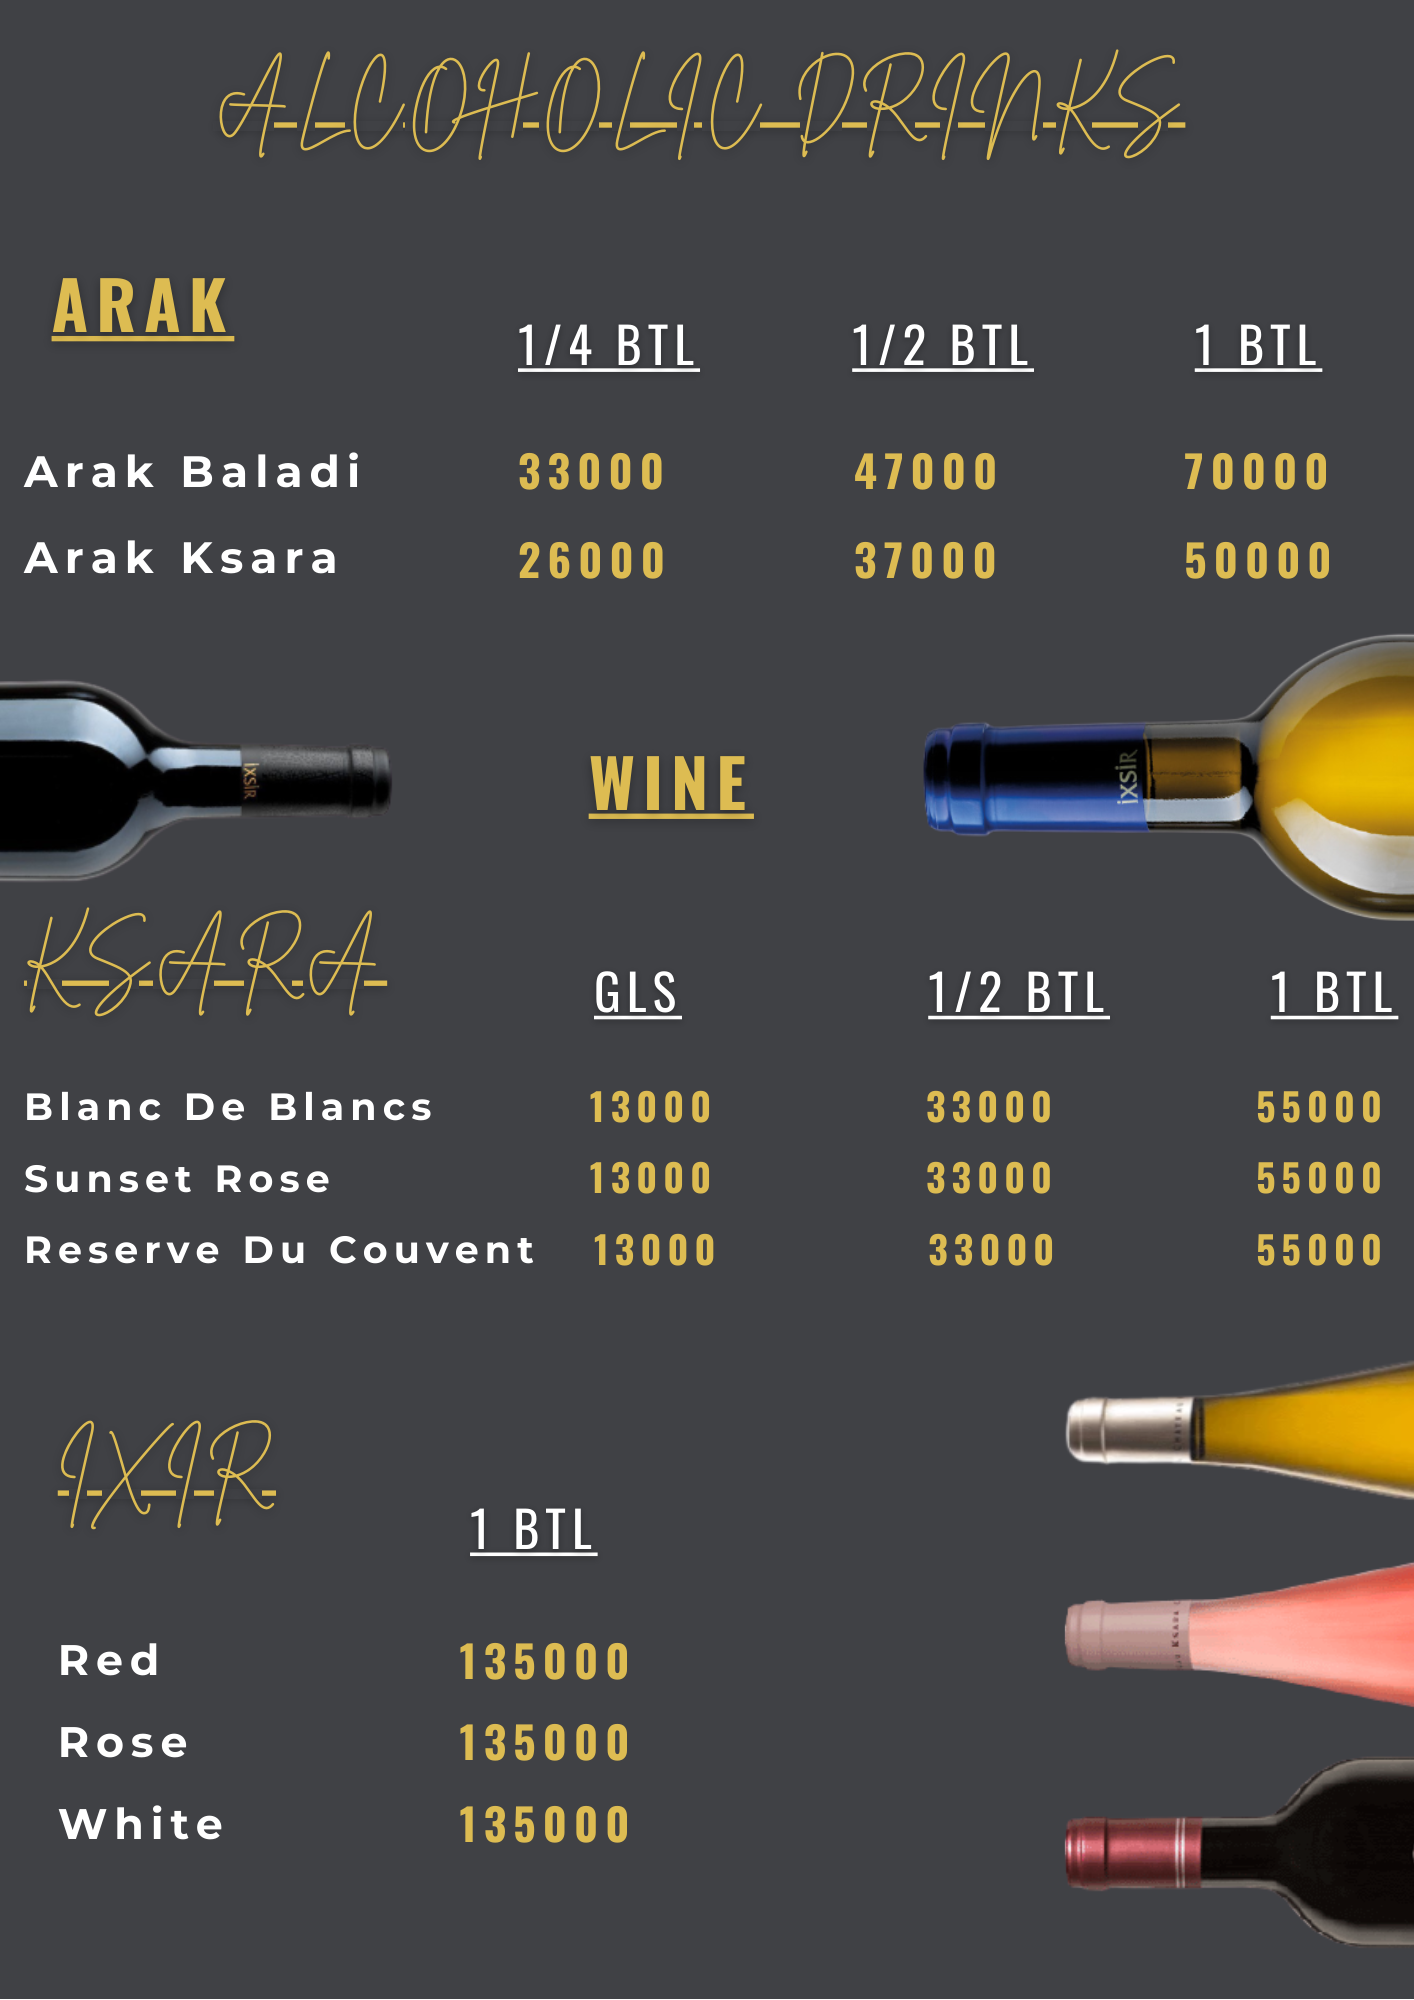 ALCOHOLIC DRINKS
ARAK
1/4 BTL 1/2 BTL 1 BTL
Arak Baladi 33000 47000 70000
Arak Ksara 26000 37000 50000
ixsir
WINE
ixsir
KSARA
GLS 1/2 BTL 1 BTL
Blanc De Blancs 13000 33000 55000
Sunset Rose 13000 33000 55000
Reserve Du Couvent 13000 33000 55000
IXIR
1 BTL
Red 135000
Rose 135000
White 135000
KSARA